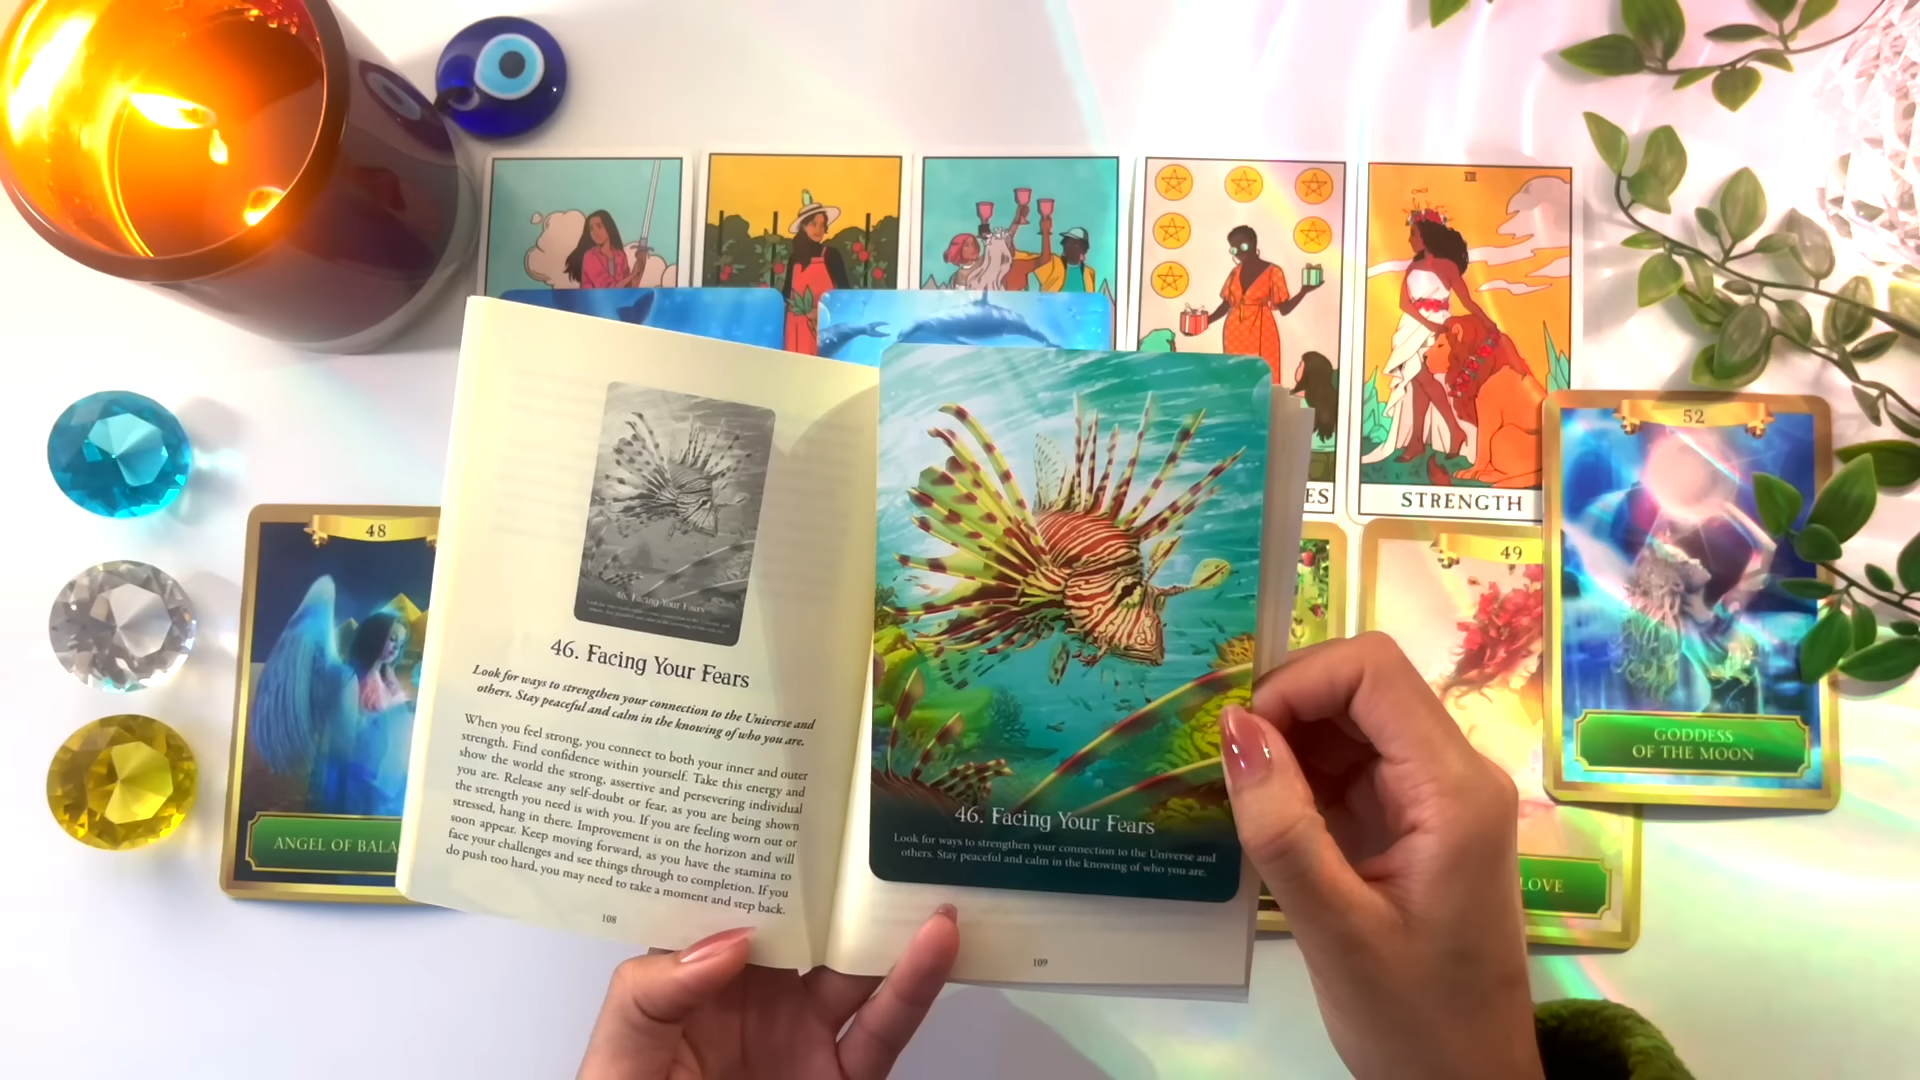 VIII
ES
STRENGTH
52
GODDESS
OF THE MOON
48
ANGEL OF BALA
49
LOVE
46. Facing Your Fears
46. Facing Your Fears
Look for ways to strengthen your connection to the Universe and
others. Stay peaceful and calm in the knowing of who you are.
When you feel strong, you connect to both your inner and outer
strength. Find confidence within yourself. Take this energy and
show the world the strong, assertive and persevering individual
you are. Release any self-doubt or fear, as you are being shown
the strength you need is with you. If you are feeling worn out or
stressed, hang in there. Improvement is on the horizon and will
soon appear. Keep moving forward, as you have the stamina to
face your challenges and see things through to completion. If you
do push too hard, you may need to take a moment and step back.
108
46. Facing Your Fears
Look for ways to strengthen your connection to the Universe and
others. Stay peaceful and calm in the knowing of who you are.
109